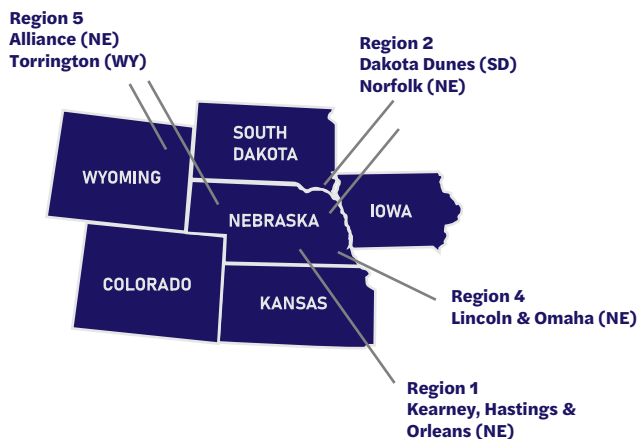 Region 5
Alliance (NE)
Torrington (WY)
Region 2
Dakota Dunes (SD)
Norfolk (NE)
SOUTH
DAKOTA
WYOMING
NEBRASKA
IOWA
COLORADO
KANSAS
Region 4
Lincoln & Omaha (NE)
Region 1
Kearney, Hastings &
Orleans (NE)